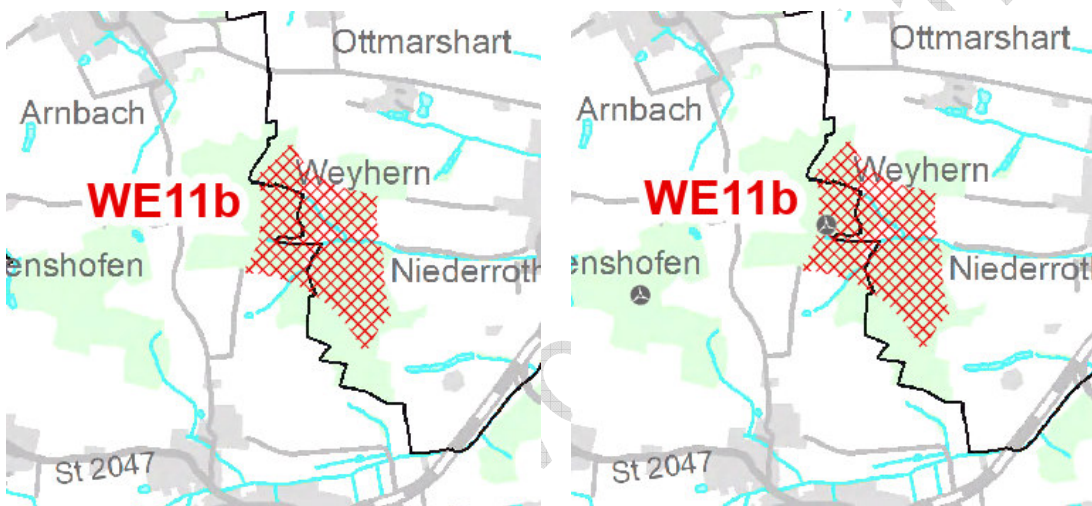 Ottmarshart
Arnbach
Weyhern
WE11b
enshofen
Niederroth
St 2047
Ottmarshart
Arnbach
Weyhern
WE11b
enshofen
Niederroth
St 2047